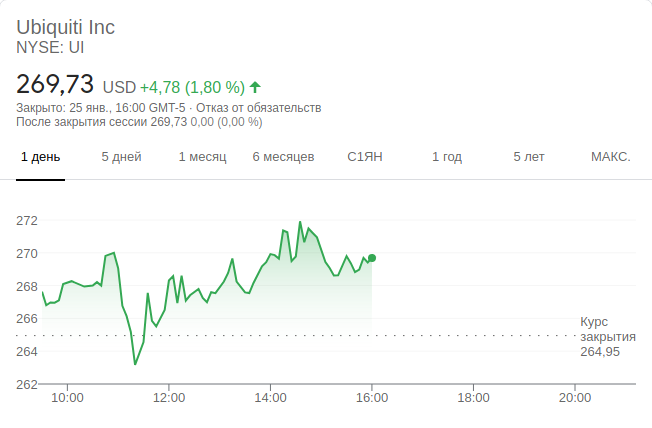 Ubiquiti Inc
NYSE: UI
269,73 USD +4,78 (1,80 %)
Закрыто: 25 янв., 16:00 GMT-5 · Отказ от обязательств
После закрытия сессии 269,73 0,00 (0,00 %)
1 день 5 дней 1 месяц 6 месяцев С1ЯН 1 год 5 лет МАКС.
272
270
268
266
264
262
Курс
закрытия
264,95
10:00 12:00 14:00 16:00 18:00 20:00